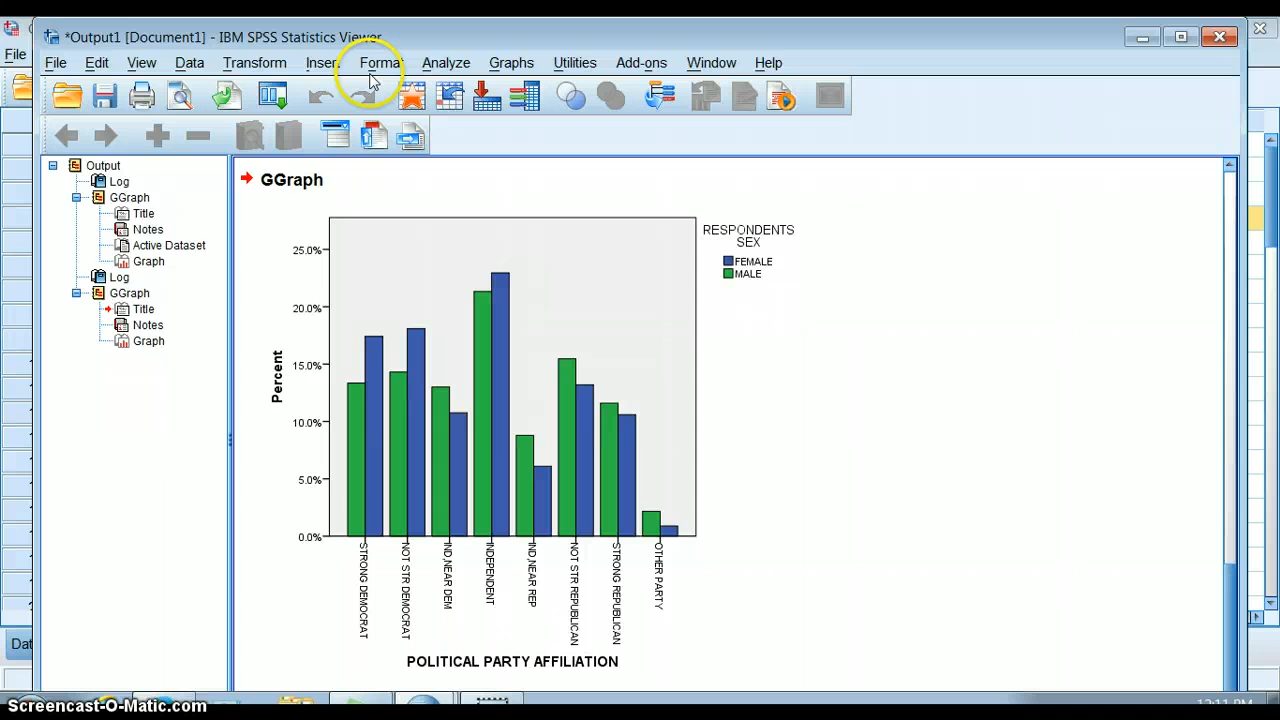 *Output1 [Document1] - IBM SPSS Statistics Viewer
File
File Edit View Data Transform Insert Format Analyze Graphs Utilities Add-ons Window Help
Output
Log
GGraph
Title
Notes
Active Dataset
Graph
Log
GGraph
Title
Notes
Graph
GGraph
RESPONDENTS
SEX
FEMALE
MALE
25.0%
20.0%
15.0%
10.0%
5.0%
0.0%
Percent
STRONG DEMOCRAT
NOT STR DEMOCRAT
IND,NEAR DEM
INDEPENDENT
IND,NEAR REP
NOT STR REPUBLICAN
STRONG REPUBLICAN
OTHER PARTY
POLITICAL PARTY AFFILIATION
Dat
Screencast-O-Matic.com